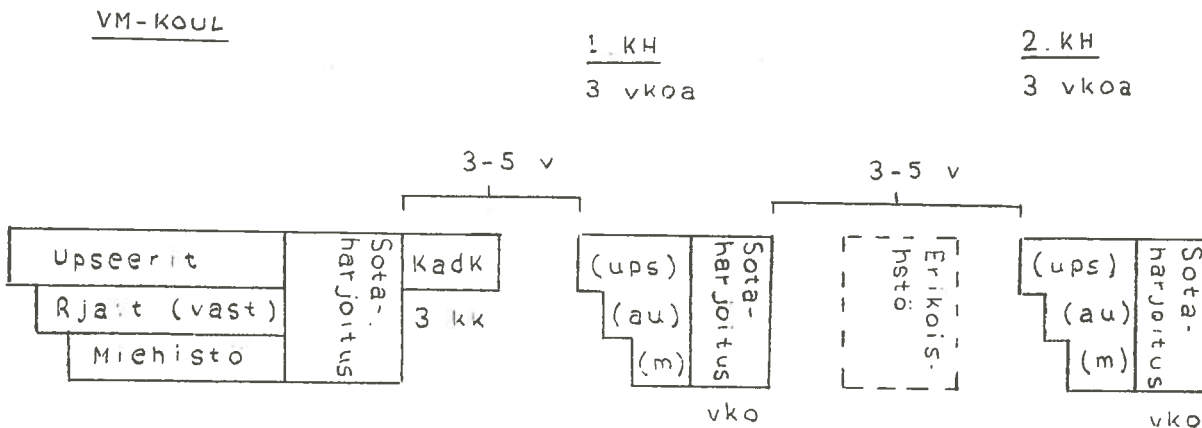 VM-KOUL
1. KH
3 vkoa
2. KH
3 vkoa
3-5 v
3-5 v
Upseerit
Rja:t (vast)
Miehistö
Sota-
harjoitus
KadK
3 kk
(ups)
(au)
(m)
Sota-
harjoitus
vko
Erikois-
hstö
(ups)
(au)
(m)
Sota-
harjoitus
vko